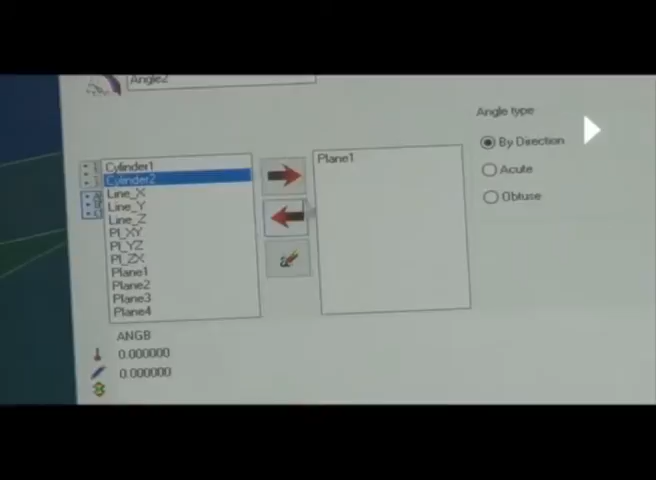 Angle2
Angle type
By Direction
Acute
Obtuse
Cylinder1
Cylinder2
Line_X
Line_Y
Line_Z
Pl_XY
Pl_YZ
Pl_ZX
Plane1
Plane2
Plane3
Plane4
Plane1
ANGB
0.000000
0.000000